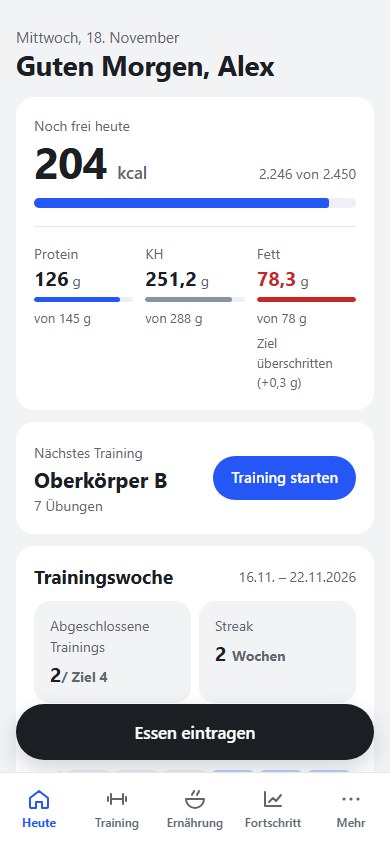 Mittwoch, 18. November
Guten Morgen, Alex
Noch frei heute
204 kcal
2.246 von 2.450
Protein
126 g
von 145 g
KH
251,2 g
von 288 g
Fett
78,3 g
von 78 g
Ziel
überschritten
(+0,3 g)
Nächstes Training
Oberkörper B
7 Übungen
Training starten
Trainingswoche
16.11. – 22.11.2026
Abgeschlossene
Trainings
2/ Ziel 4
Streak
2 Wochen
Essen eintragen
Heute
Training
Ernährung
Fortschritt
Mehr